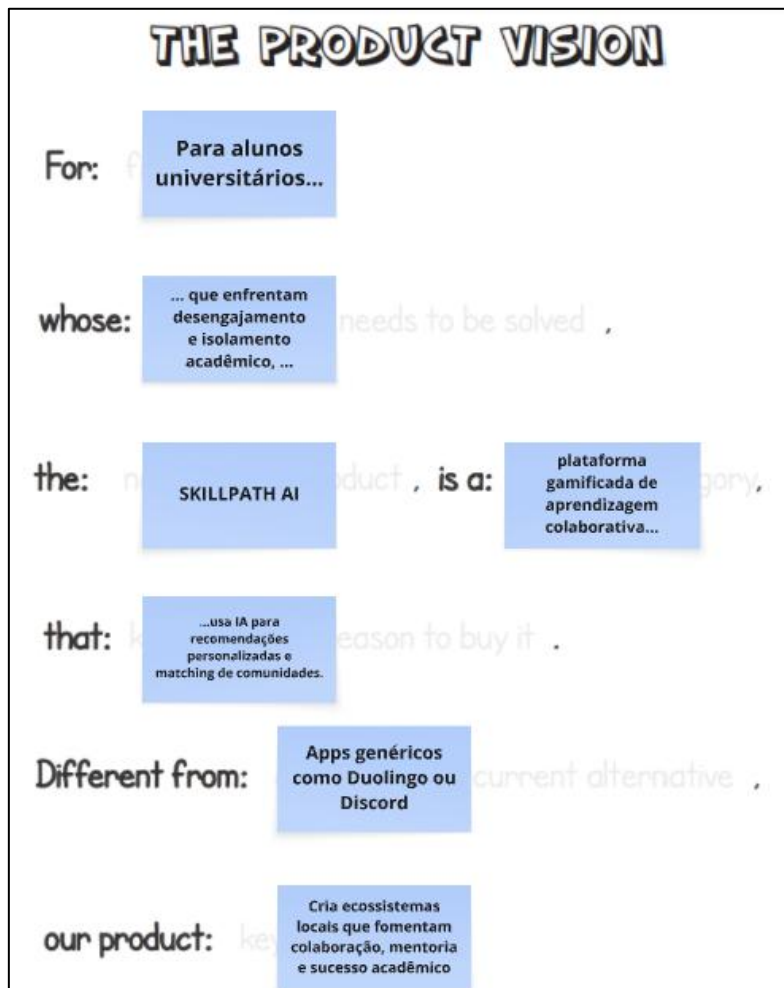 THE PRODUCT VISION
For: Para alunos
universitários...
whose: ... que enfrentam
desengajamento
e isolamento
acadêmico, ...
needs to be solved ,
the: SKILLPATH AI
, is a: plataforma
gamificada de
aprendizagem
colaborativa...
that: ...usa IA para
recomendações
personalizadas e
matching de comunidades.
to buy it .
Different from: Apps genéricos
como Duolingo ou
Discord
current alternative ,
our product: Cria ecossistemas
locais que fomentam
colaboração, mentoria
e sucesso acadêmico